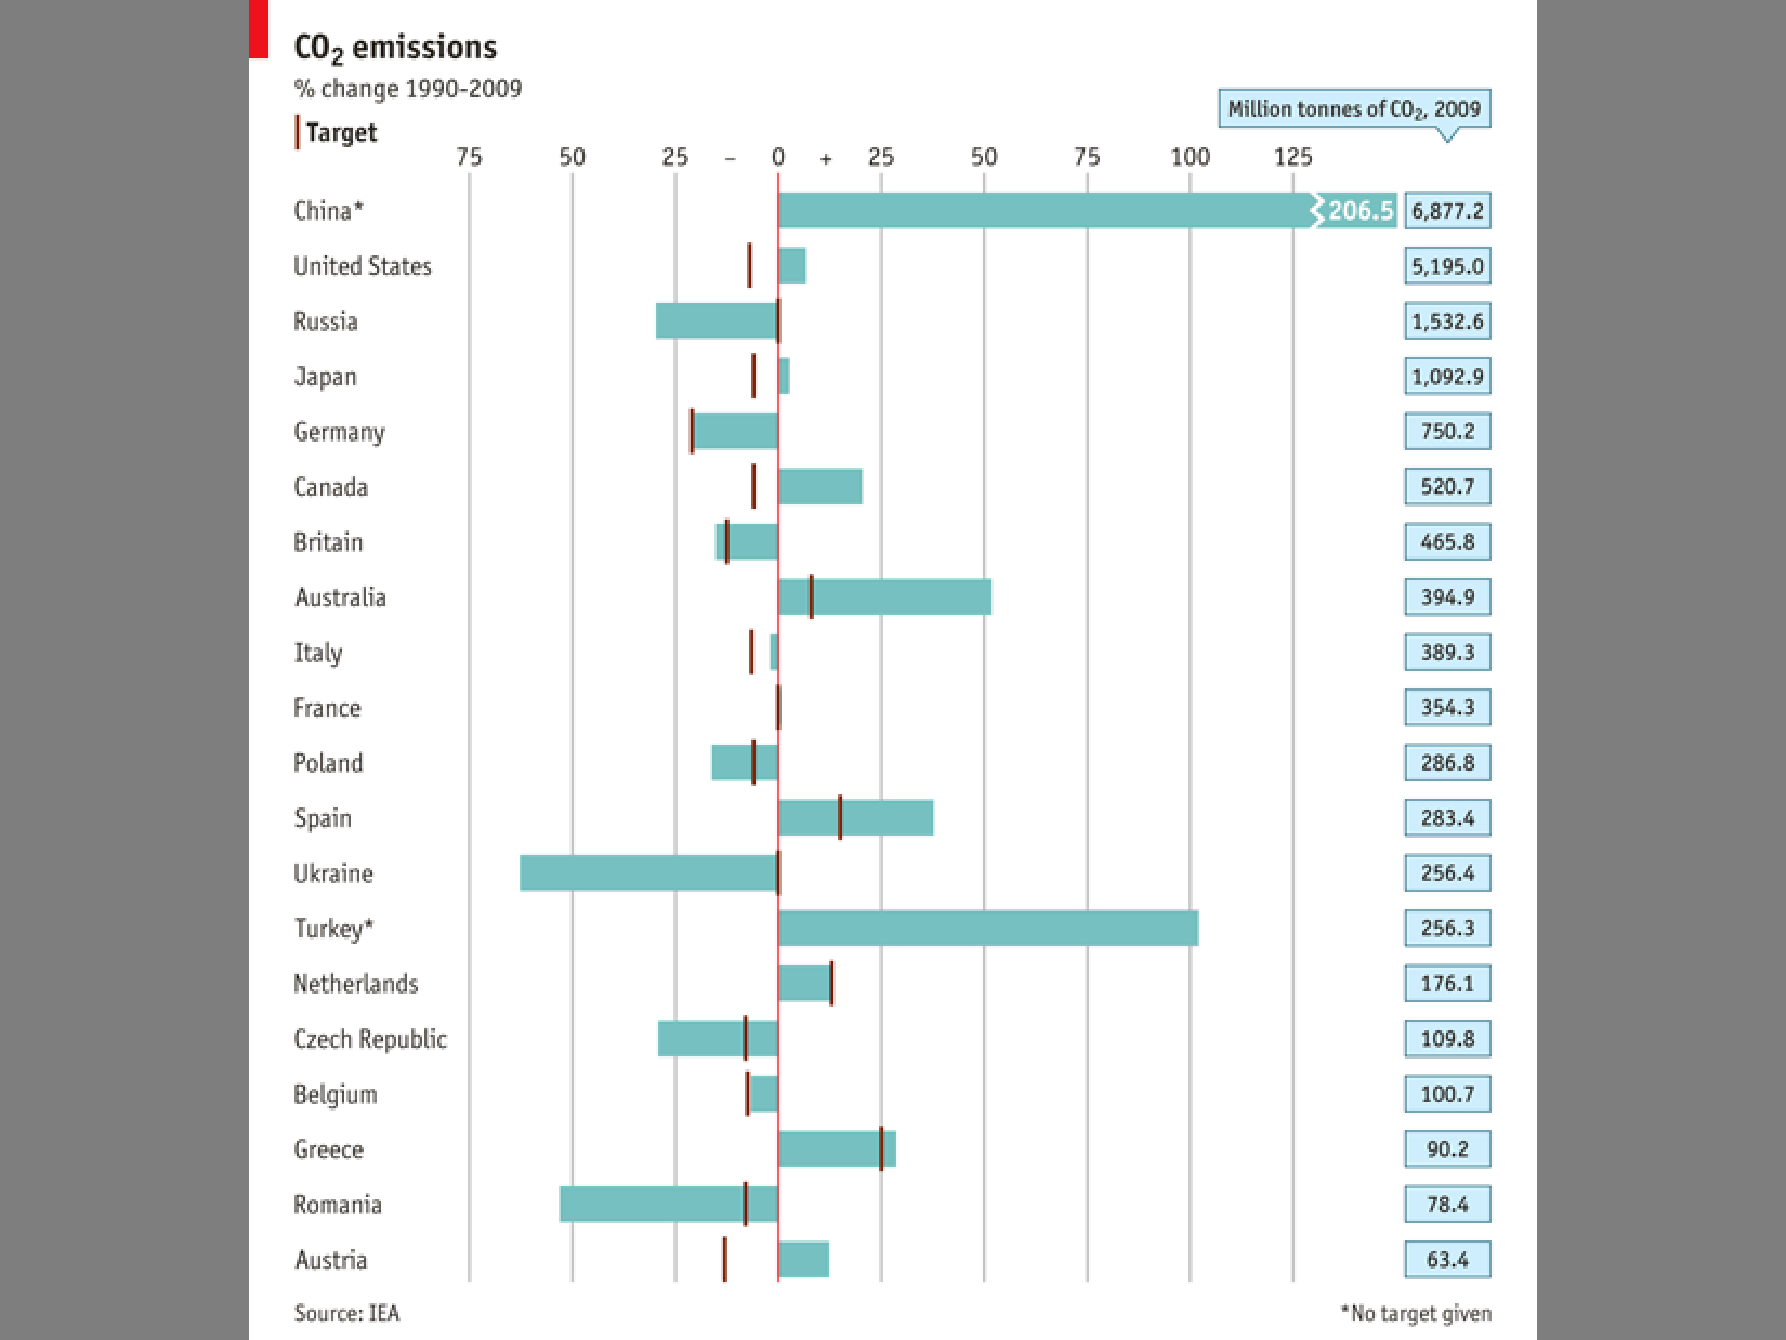 CO₂ emissions
% change 1990-2009
Million tonnes of CO₂, 2009
Target
75 50 25 – 0 + 25 50 75 100 125
China* 206.5 6,877.2
United States 5,195.0
Russia 1,532.6
Japan 1,092.9
Germany 750.2
Canada 520.7
Britain 465.8
Australia 394.9
Italy 389.3
France 354.3
Poland 286.8
Spain 283.4
Ukraine 256.4
Turkey* 256.3
Netherlands 176.1
Czech Republic 109.8
Belgium 100.7
Greece 90.2
Romania 78.4
Austria 63.4
Source: IEA *No target given